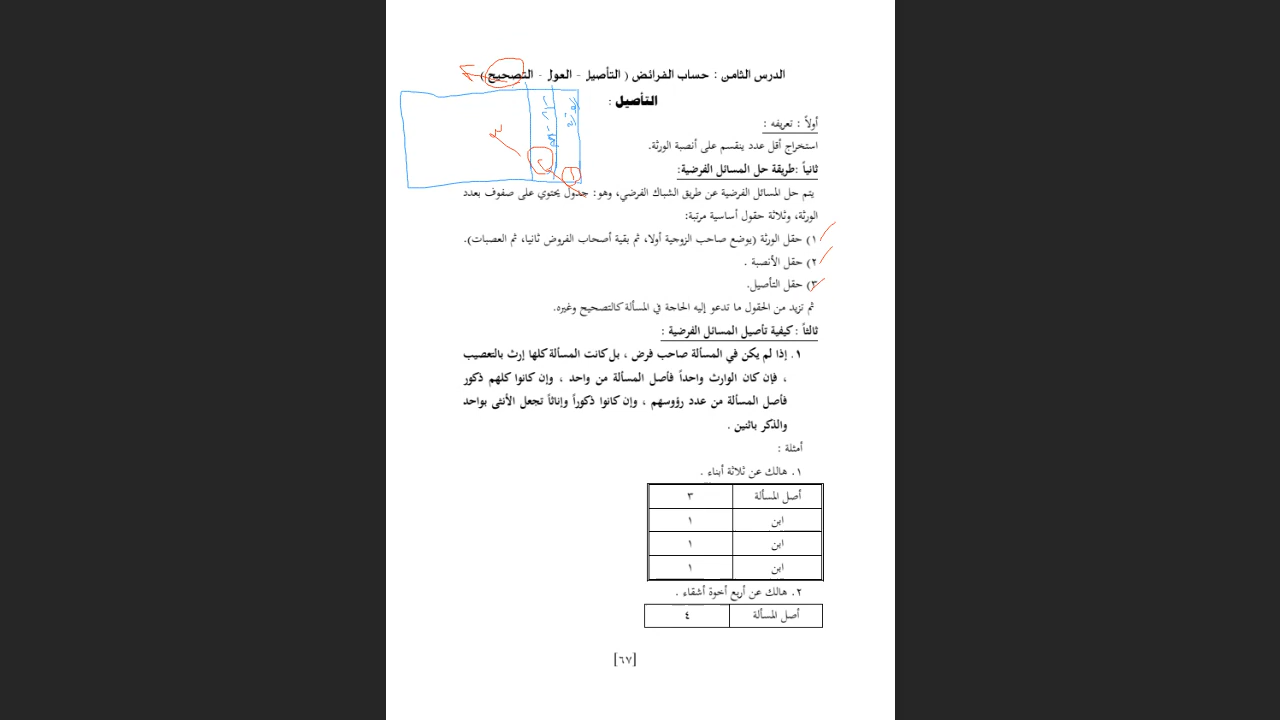 الدرس الثامن : حساب الفرائض ( التأصيل - العول - التصحيح )
التأصيل :
أولاً : تعريفه :
استخراج أقل عدد ينقسم على أنصبة الورثة.
ثانياً :طريقة حل المسائل الفرضية:
يتم حل المسائل الفرضية عن طريق الشباك الفرضي، وهو: جدول يحتوي على صفوف بعدد
الورثة، وثلاثة حقول أساسية مرتبة:
١) حقل الورثة (يوضع صاحب الزوجية أولا، ثم بقية أصحاب الفروض ثانيا، ثم العصبات).
٢) حقل الأنصبة .
٣) حقل التأصيل.
ثم نزيد من الحقول ما تدعو إليه الحاجة في المسألة كالتصحيح وغيره.
ثالثاً : كيفية تأصيل المسائل الفرضية :
١. إذا لم يكن في المسألة صاحب فرض ، بل كانت المسألة كلها إرث بالتعصيب
، فإن كان الوارث واحداً فأصل المسألة من واحد ، وإن كانوا كلهم ذكور
فأصل المسألة من عدد رؤوسهم ، وإن كانوا ذكوراً وإناثاً تجعل الأنثى بواحد
والذكر باثنين .
أمثلة :
١. هالك عن ثلاثة أبناء .
أصل المسألة ٣
ابن ١
ابن ١
ابن ١
٢. هالك عن أربع أخوة أشقاء .
أصل المسألة ٤
[٦٧]